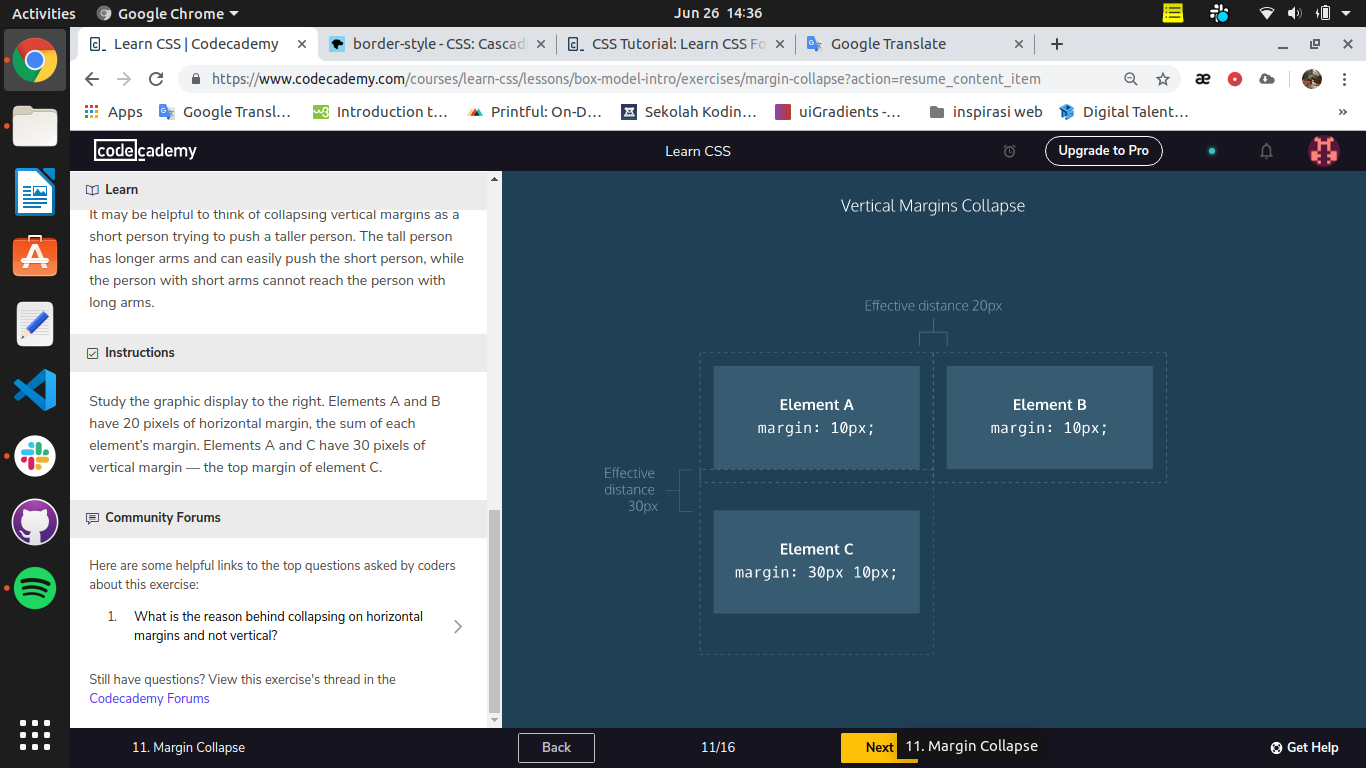 Activities
Google Chrome
Jun 26 14:36
Learn CSS | Codecademy
border-style - CSS: Cascad
CSS Tutorial: Learn CSS Fo
Google Translate
https://www.codecademy.com/courses/learn-css/lessons/box-model-intro/exercises/margin-collapse?action=resume_content_item
Apps
Google Transl...
Introduction t...
Printful: On-D...
Sekolah Kodin...
uiGradients -...
inspirasi web
Digital Talent...
codecademy
Learn CSS
Upgrade to Pro
Learn
It may be helpful to think of collapsing vertical margins as a
short person trying to push a taller person. The tall person
has longer arms and can easily push the short person, while
the person with short arms cannot reach the person with
long arms.
Instructions
Study the graphic display to the right. Elements A and B
have 20 pixels of horizontal margin, the sum of each
element's margin. Elements A and C have 30 pixels of
vertical margin — the top margin of element C.
Community Forums
Here are some helpful links to the top questions asked by coders
about this exercise:
1. What is the reason behind collapsing on horizontal
margins and not vertical?
Still have questions? View this exercise's thread in the
Codecademy Forums
Vertical Margins Collapse
Effective distance 20px
Element A
margin: 10px;
Element B
margin: 10px;
Effective
distance
30px
Element C
margin: 30px 10px;
11. Margin Collapse
Back
11/16
Next
11. Margin Collapse
Get Help